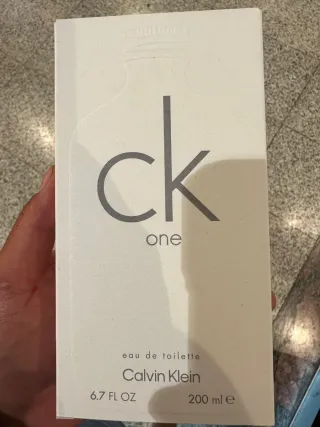 ck
one
eau de toilette
Calvin Klein
6.7 FL OZ 200 ml ℮